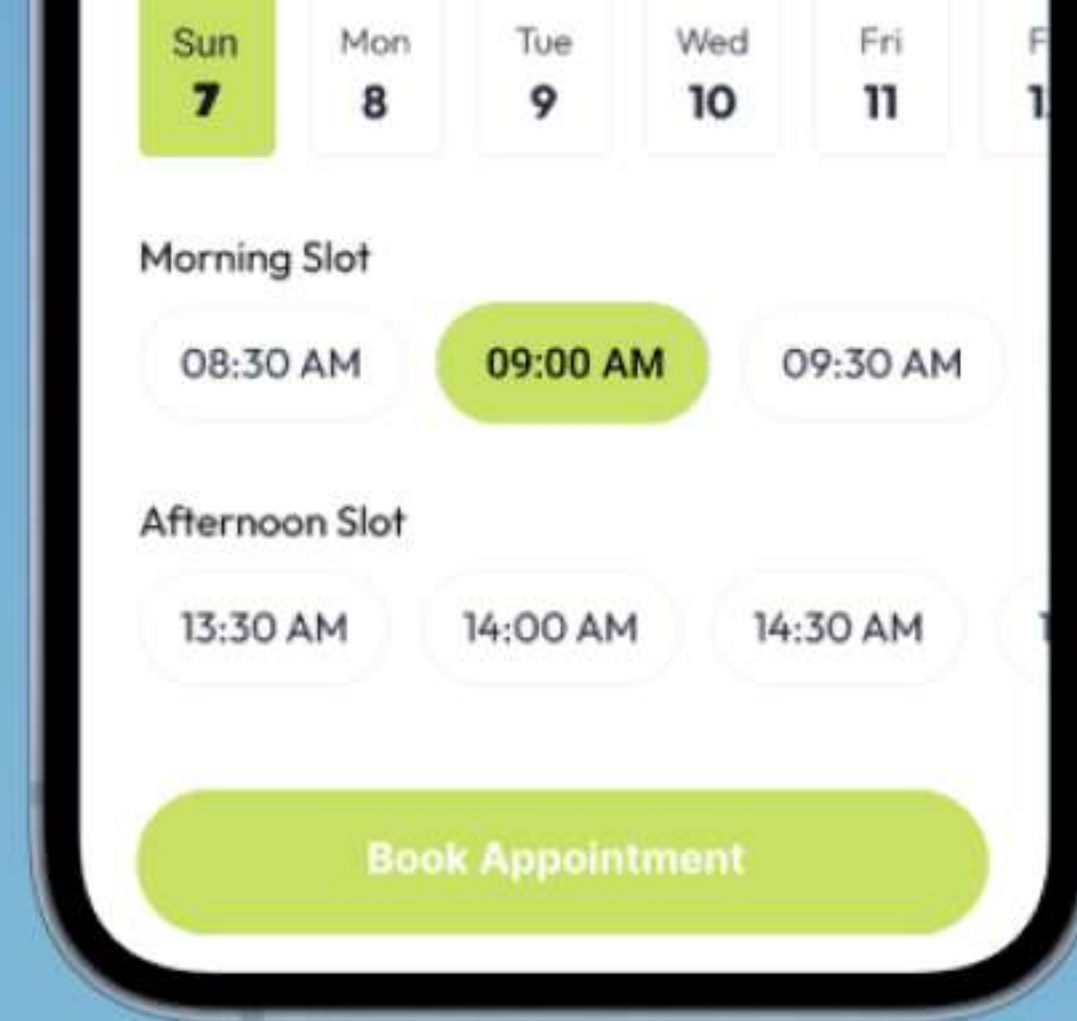 Sun Mon Tue Wed Fri
7 8 9 10 11
Morning Slot
08:30 AM 09:00 AM 09:30 AM
Afternoon Slot
13:30 AM 14:00 AM 14:30 AM
Book Appointment